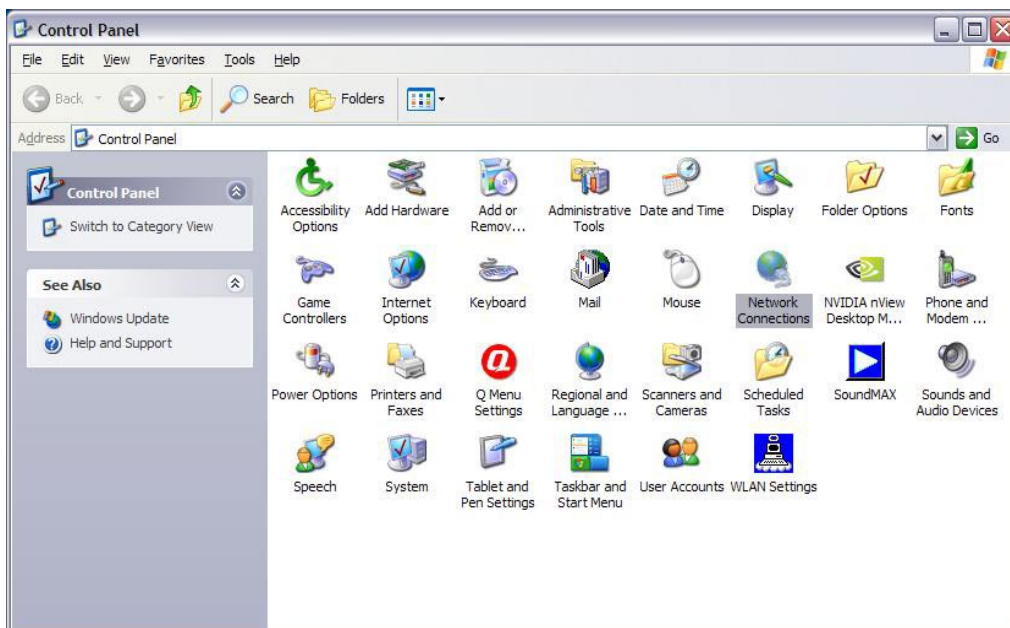 Control Panel
File Edit View Favorites Tools Help
Back Search Folders
Address Control Panel Go
Control Panel
Switch to Category View
See Also
Windows Update
Help and Support
Accessibility Options
Add Hardware
Add or Remov...
Administrative Tools
Date and Time
Display
Folder Options
Fonts
Game Controllers
Internet Options
Keyboard
Mail
Mouse
Network Connections
NVIDIA nView Desktop M...
Phone and Modem ...
Power Options
Printers and Faxes
Q Menu Settings
Regional and Language ...
Scanners and Cameras
Scheduled Tasks
SoundMAX
Sounds and Audio Devices
Speech
System
Tablet and Pen Settings
Taskbar and Start Menu
User Accounts
WLAN Settings